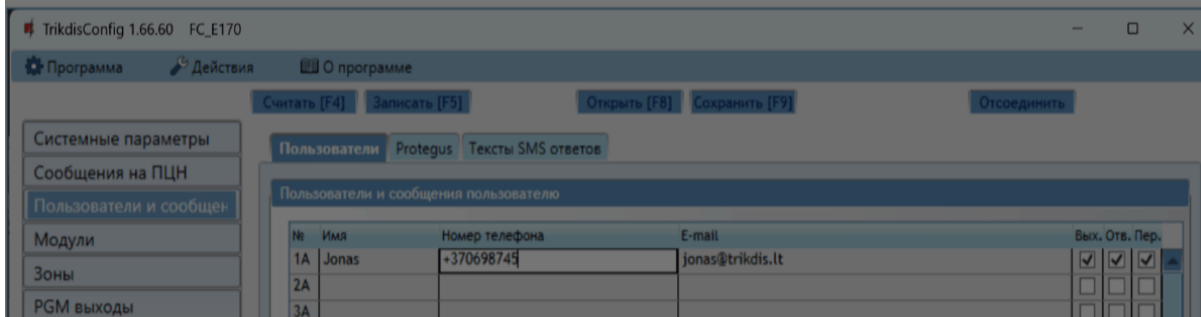 TrikdisConfig 1.66.60 FC_E170
Программа Действия О программе
Считать [F4] Записать [F5] Открыть [F8] Сохранить [F9] Отсоединить
Системные параметры
Сообщения на ПЦН
Пользователи и сообщен
Модули
Зоны
PGM выходы
Пользователи Protegus Тексты SMS ответов
Пользователи и сообщения пользователю
№ Имя Номер телефона E-mail Вых. Отв. Пер.
1A Jonas +370698745 jonas@trikdis.lt
2A
3A